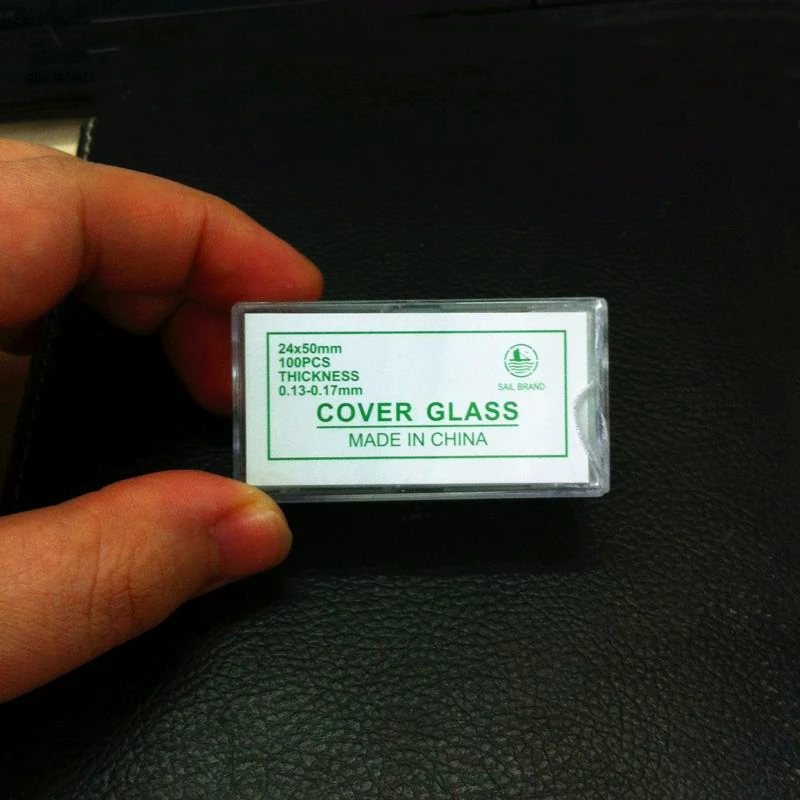 24x50mm
100PCS
THICKNESS
0.13-0.17mm
SAIL BRAND
COVER GLASS
MADE IN CHINA